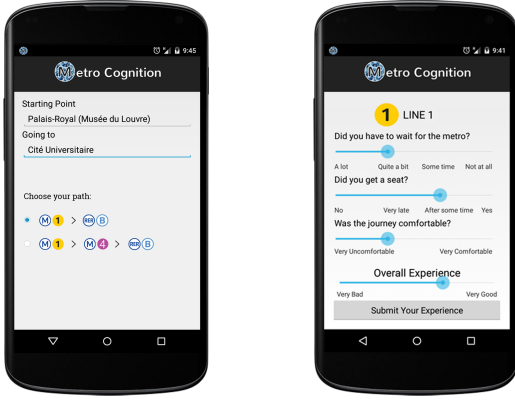 9:45
Metro Cognition
Starting Point
Palais-Royal (Musée du Louvre)
Going to
Cité Universitaire
Choose your path:
M 1 > RER B
M 1 > M 4 > RER B
9:41
Metro Cognition
1 LINE 1
Did you have to wait for the metro?
A lot Quite a bit Some time Not at all
Did you get a seat?
No Very late After some time Yes
Was the journey comfortable?
Very Uncomfortable Very Comfortable
Overall Experience
Very Bad Very Good
Submit Your Experience